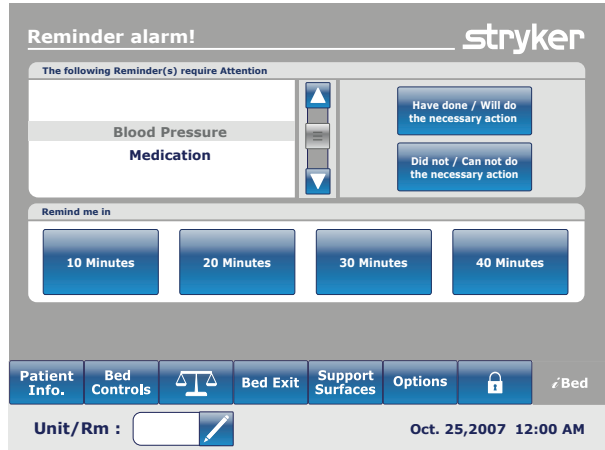 Reminder alarm!
stryker
The following Reminder(s) require Attention
Blood Pressure
Medication
Have done / Will do
the necessary action
Did not / Can not do
the necessary action
Remind me in
10 Minutes
20 Minutes
30 Minutes
40 Minutes
Patient
Info.
Bed
Controls
Bed Exit
Support
Surfaces
Options
iBed
Unit/Rm :
Oct. 25,2007 12:00 AM